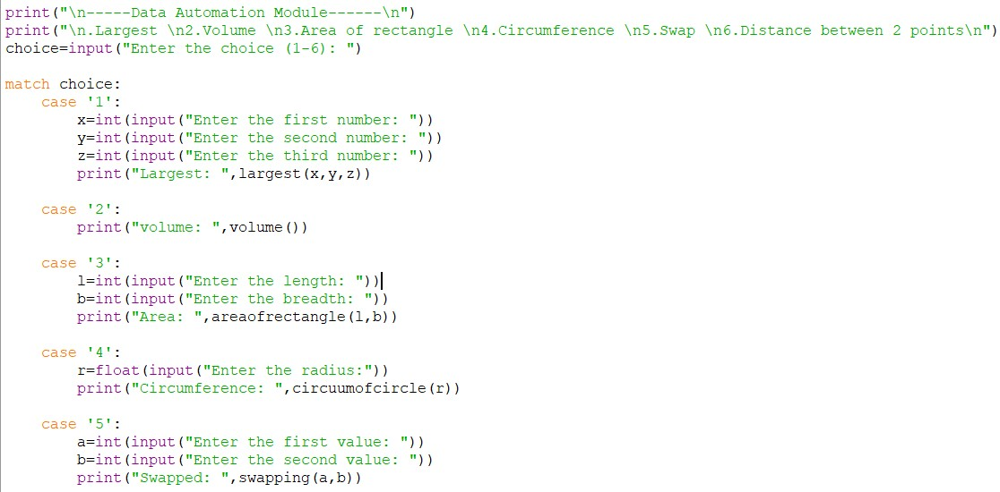 print("\n-----Data Automation Module------\n")
print("\n.Largest \n2.Volume \n3.Area of rectangle \n4.Circumference \n5.Swap \n6.Distance between 2 points\n")
choice=input("Enter the choice (1-6): ")

match choice:
    case '1':
        x=int(input("Enter the first number: "))
        y=int(input("Enter the second number: "))
        z=int(input("Enter the third number: "))
        print("Largest: ",largest(x,y,z))

    case '2':
        print("volume: ",volume())

    case '3':
        l=int(input("Enter the length: "))
        b=int(input("Enter the breadth: "))
        print("Area: ",areaofrectangle(l,b))

    case '4':
        r=float(input("Enter the radius:"))
        print("Circumference: ",circuumofcircle(r))

    case '5':
        a=int(input("Enter the first value: "))
        b=int(input("Enter the second value: "))
        print("Swapped: ",swapping(a,b))